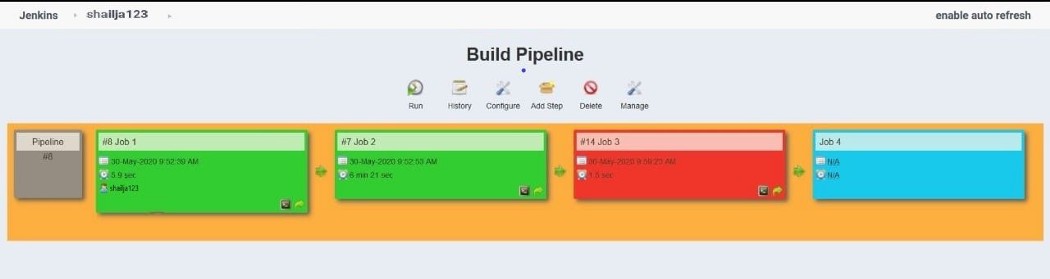 Jenkins shailja123 enable auto refresh
Build Pipeline
Run History Configure Add Step Delete Manage
Pipeline
#8
#8 Job 1
30-May-2020 9:52:39 AM
5.9 sec
shailja123
#7 Job 2
30-May-2020 9:52:53 AM
6 min 21 sec
#14 Job 3
30-May-2020 9:59:23 AM
1.5 sec
Job 4
N/A
N/A